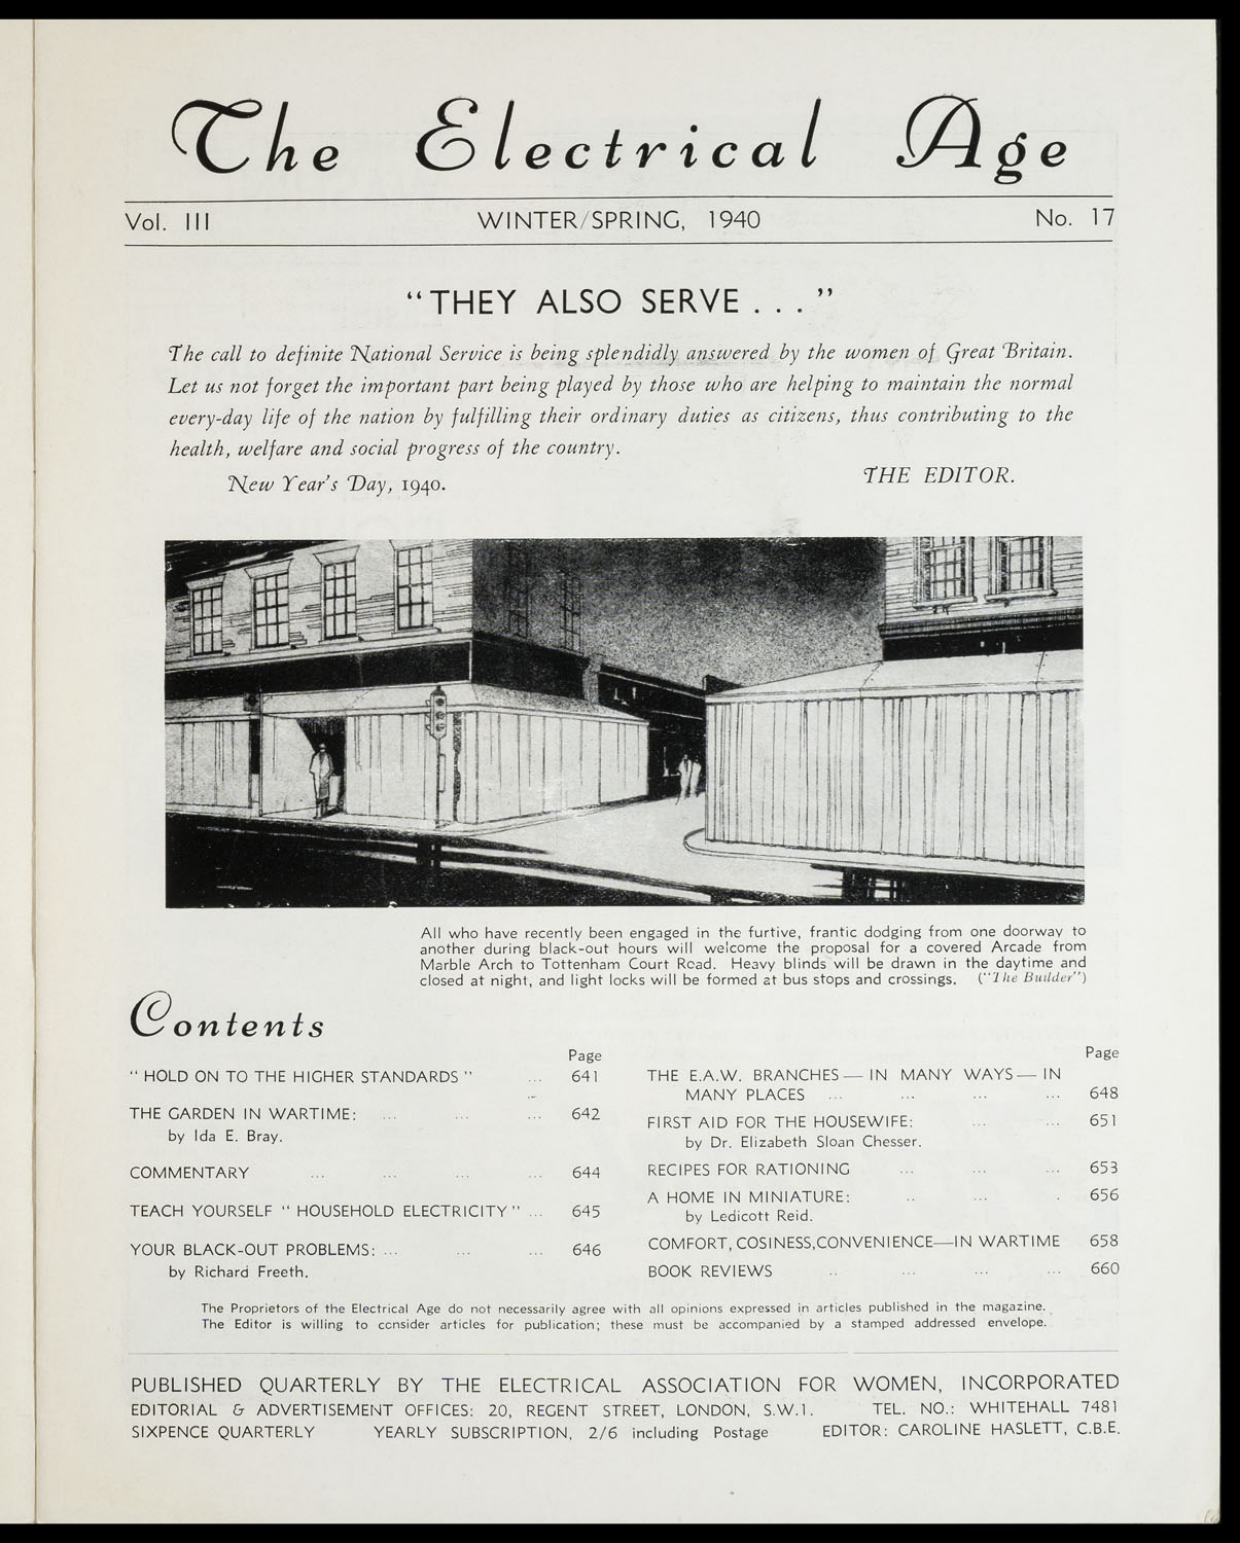 The Electrical Age
Vol. III WINTER/SPRING, 1940 No. 17
“THEY ALSO SERVE . . .”
The call to definite National Service is being splendidly answered by the women of Great Britain.
Let us not forget the important part being played by those who are helping to maintain the normal
every-day life of the nation by fulfilling their ordinary duties as citizens, thus contributing to the
health, welfare and social progress of the country.
New Year's Day, 1940. THE EDITOR.
All who have recently been engaged in the furtive, frantic dodging from one doorway to
another during black-out hours will welcome the proposal for a covered Arcade from
Marble Arch to Tottenham Court Road. Heavy blinds will be drawn in the daytime and
closed at night, and light locks will be formed at bus stops and crossings. (“The Builder”)
Contents
Page
“ HOLD ON TO THE HIGHER STANDARDS ” ... 641
THE GARDEN IN WARTIME: ... ... ... 642
by Ida E. Bray.
COMMENTARY ... ... ... ... 644
TEACH YOURSELF “ HOUSEHOLD ELECTRICITY ” ... 645
YOUR BLACK-OUT PROBLEMS: ... ... ... 646
by Richard Freeth.
Page
THE E.A.W. BRANCHES — IN MANY WAYS — IN
MANY PLACES ... ... ... ... 648
FIRST AID FOR THE HOUSEWIFE: ... ... 651
by Dr. Elizabeth Sloan Chesser.
RECIPES FOR RATIONING ... ... ... 653
A HOME IN MINIATURE: .. ... . 656
by Ledicott Reid.
COMFORT, COSINESS,CONVENIENCE—IN WARTIME 658
BOOK REVIEWS .. ... ... ... 660
The Proprietors of the Electrical Age do not necessarily agree with all opinions expressed in articles published in the magazine.
The Editor is willing to consider articles for publication; these must be accompanied by a stamped addressed envelope.
PUBLISHED QUARTERLY BY THE ELECTRICAL ASSOCIATION FOR WOMEN, INCORPORATED
EDITORIAL & ADVERTISEMENT OFFICES: 20, REGENT STREET, LONDON, S.W.1. TEL. NO.: WHITEHALL 7481
SIXPENCE QUARTERLY YEARLY SUBSCRIPTION, 2/6 including Postage EDITOR: CAROLINE HASLETT, C.B.E.